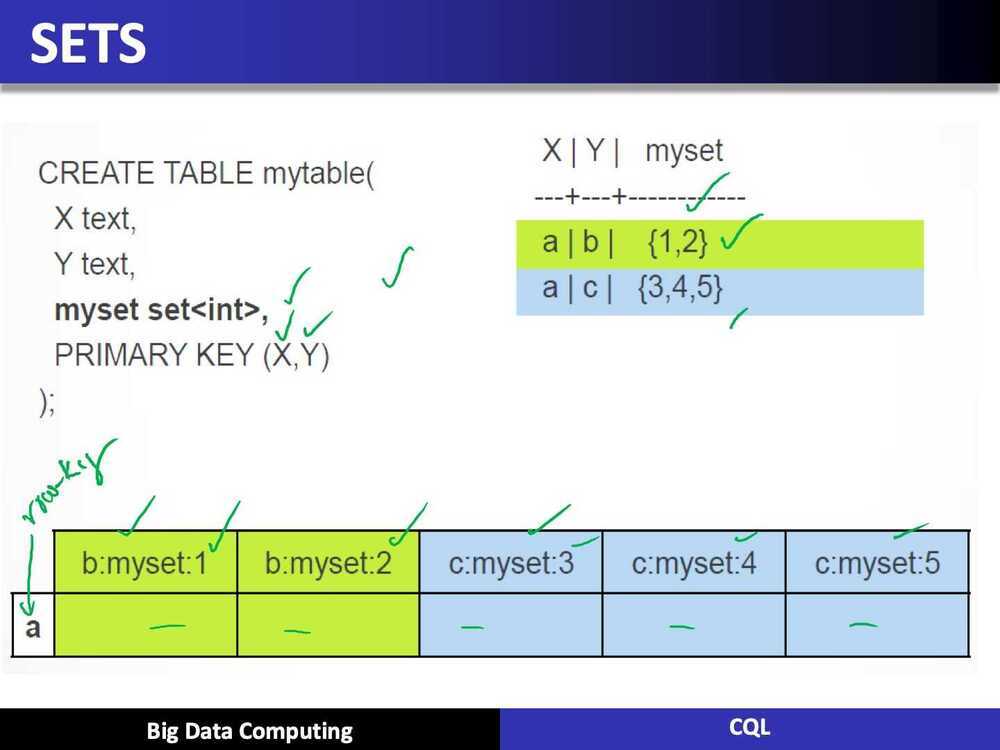 SETS
CREATE TABLE mytable(
X text,
Y text,
myset set<int>,
PRIMARY KEY (X,Y)
);
X | Y | myset
---+---+------------
a | b | {1,2}
a | c | {3,4,5}
row-key
b:myset:1 b:myset:2 c:myset:3 c:myset:4 c:myset:5
a
Big Data Computing
CQL